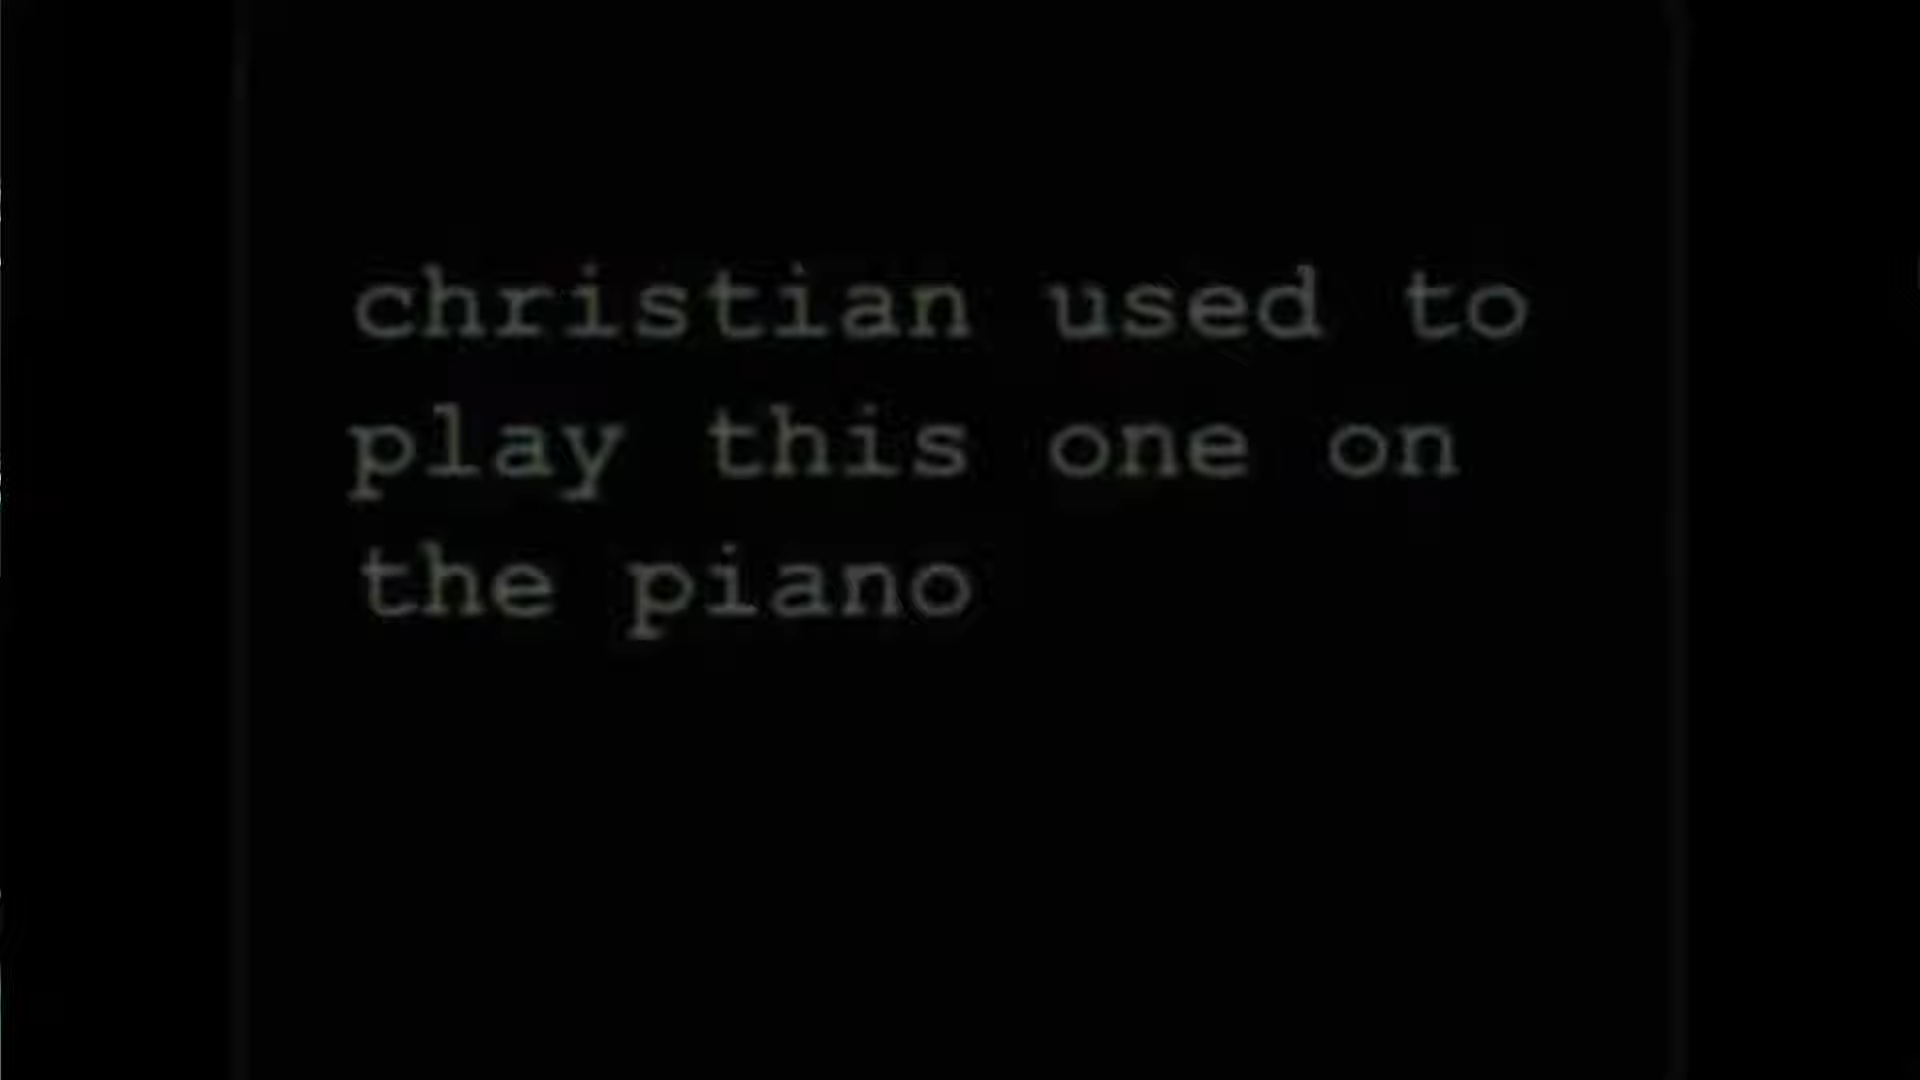 christian used to
play this one on
the piano